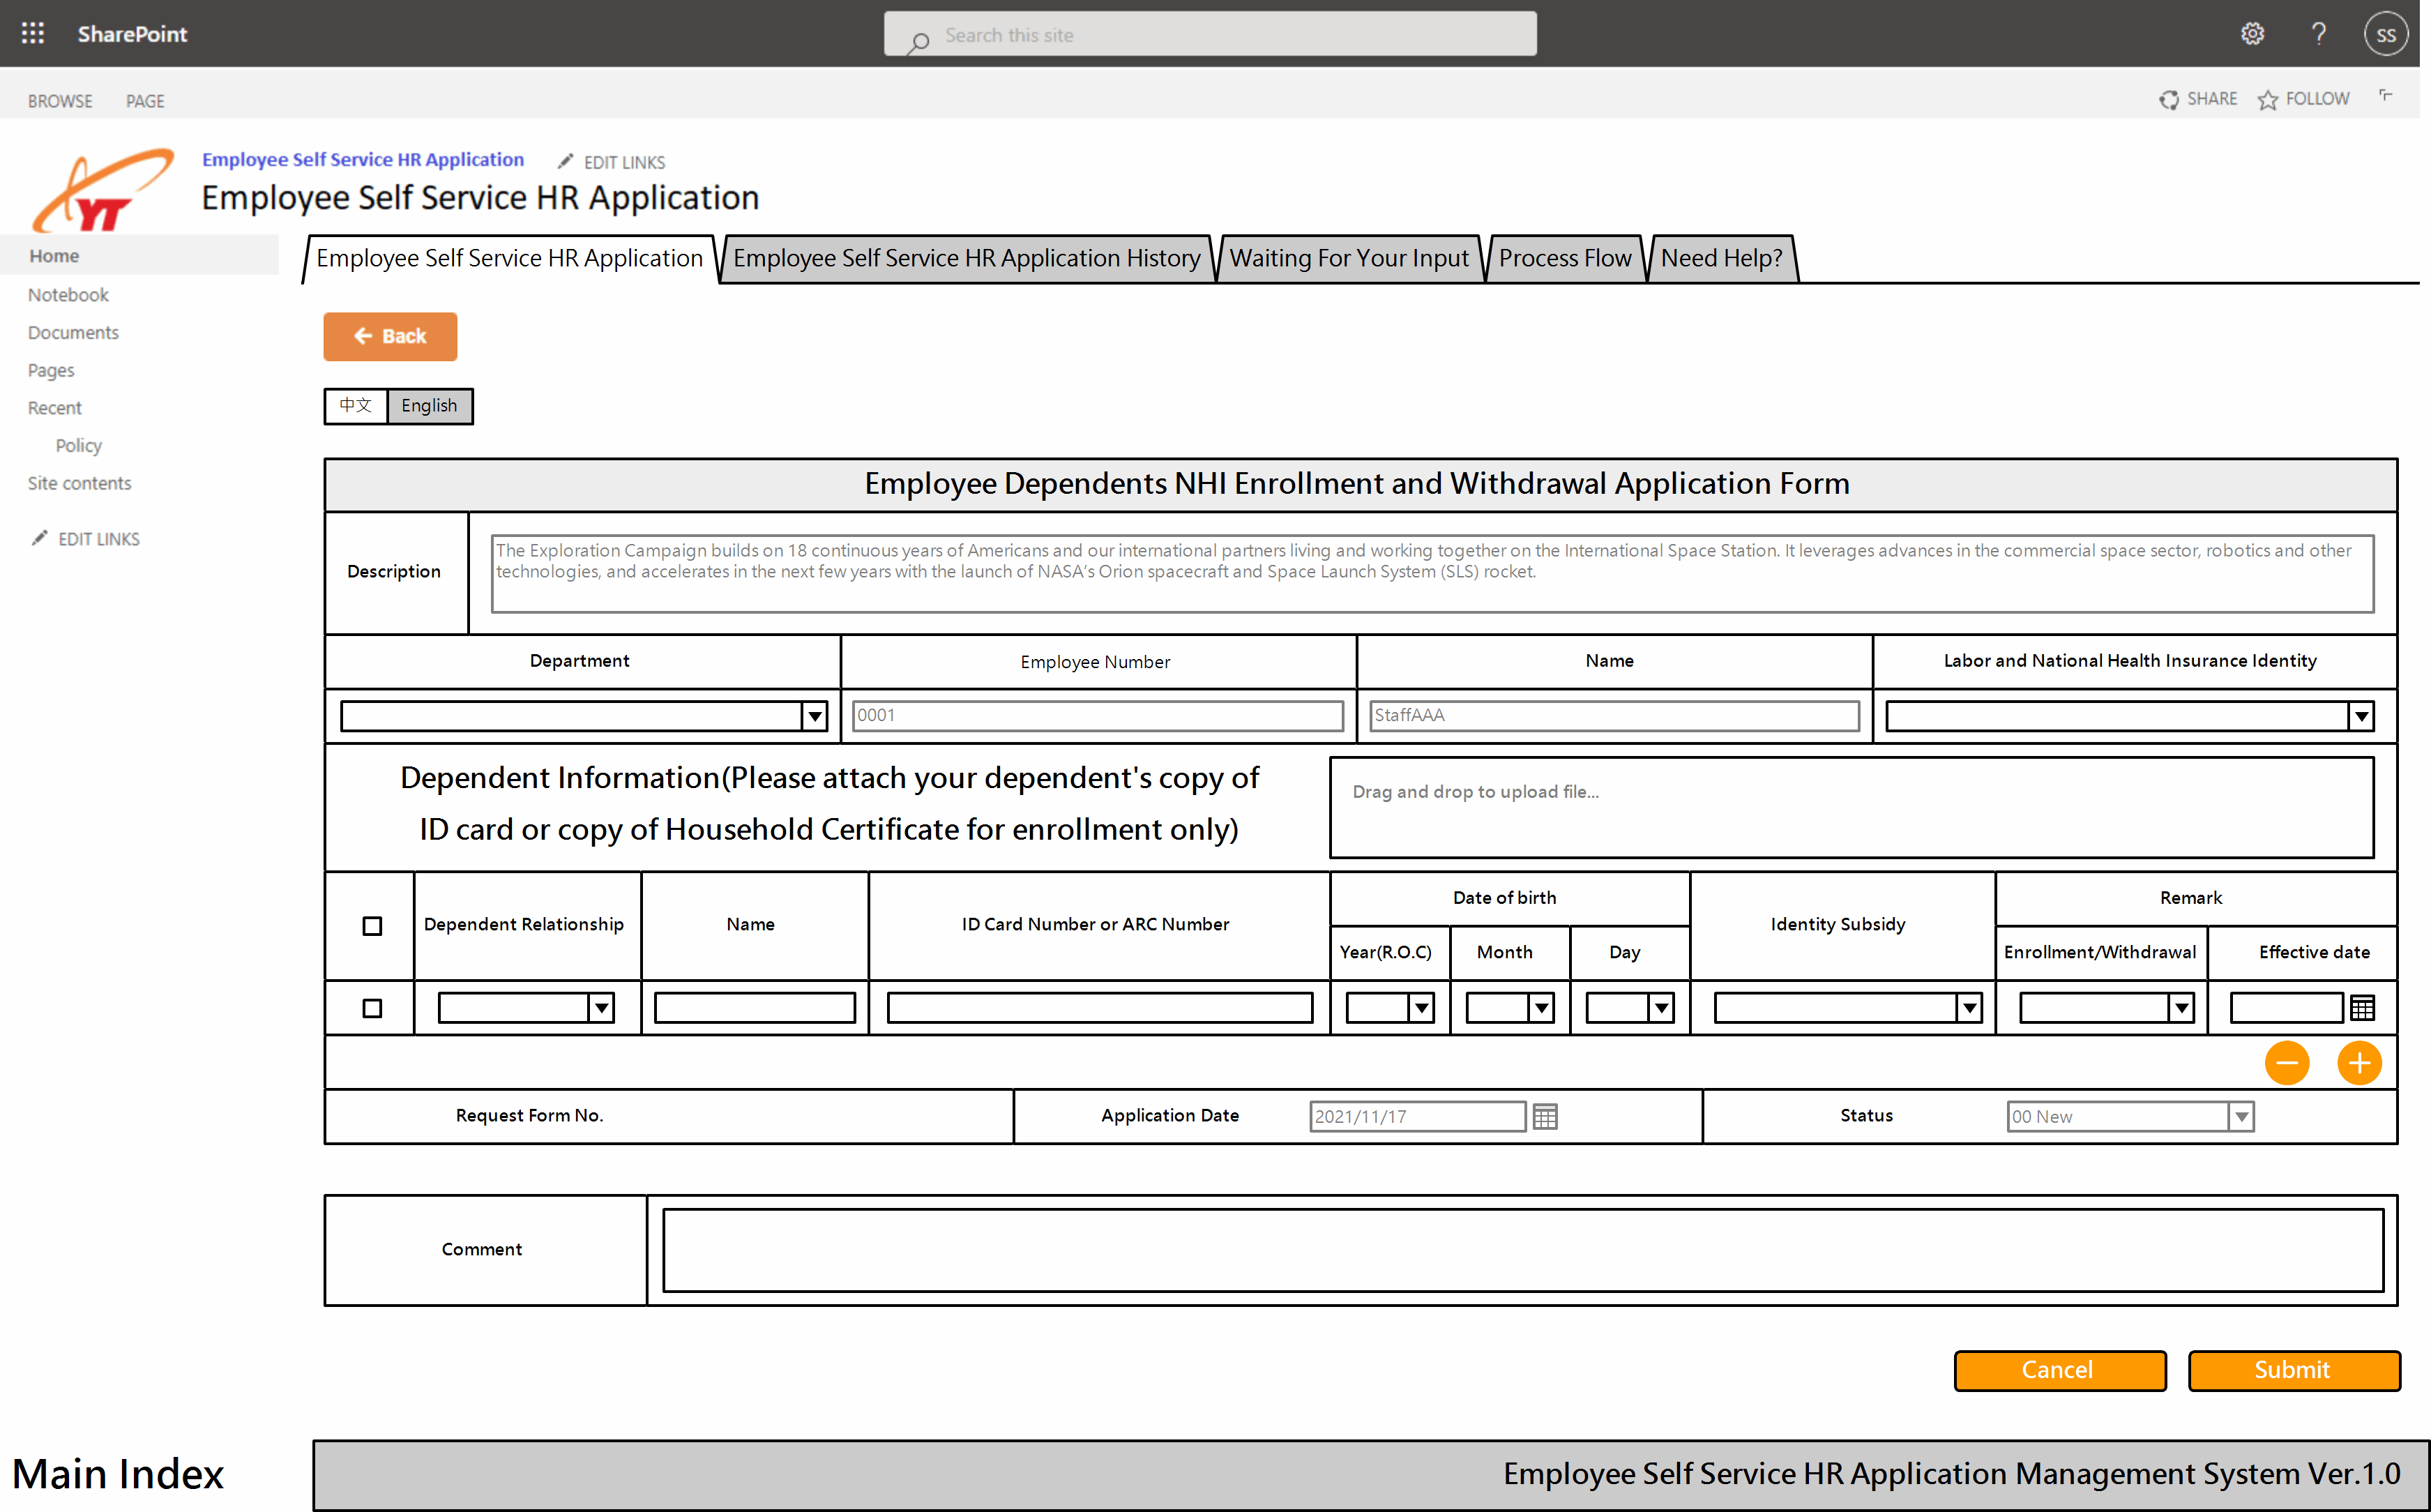 SharePoint
Search this site
SS
BROWSE PAGE
SHARE FOLLOW
Employee Self Service HR Application EDIT LINKS
Employee Self Service HR Application
YT
Home
Notebook
Documents
Pages
Recent
Policy
Site contents
EDIT LINKS
Employee Self Service HR Application Employee Self Service HR Application History Waiting For Your Input Process Flow Need Help?
Back
中文 English
Employee Dependents NHI Enrollment and Withdrawal Application Form
Description
The Exploration Campaign builds on 18 continuous years of Americans and our international partners living and working together on the International Space Station. It leverages advances in the commercial space sector, robotics and other
technologies, and accelerates in the next few years with the launch of NASA's Orion spacecraft and Space Launch System (SLS) rocket.
Department Employee Number Name Labor and National Health Insurance Identity
0001 StaffAAA
Dependent Information(Please attach your dependent's copy of
ID card or copy of Household Certificate for enrollment only)
Drag and drop to upload file...
Dependent Relationship Name ID Card Number or ARC Number Date of birth Identity Subsidy Remark
Year(R.O.C) Month Day Enrollment/Withdrawal Effective date
Request Form No. Application Date 2021/11/17 Status 00 New
Comment
Cancel Submit
Main Index
Employee Self Service HR Application Management System Ver.1.0